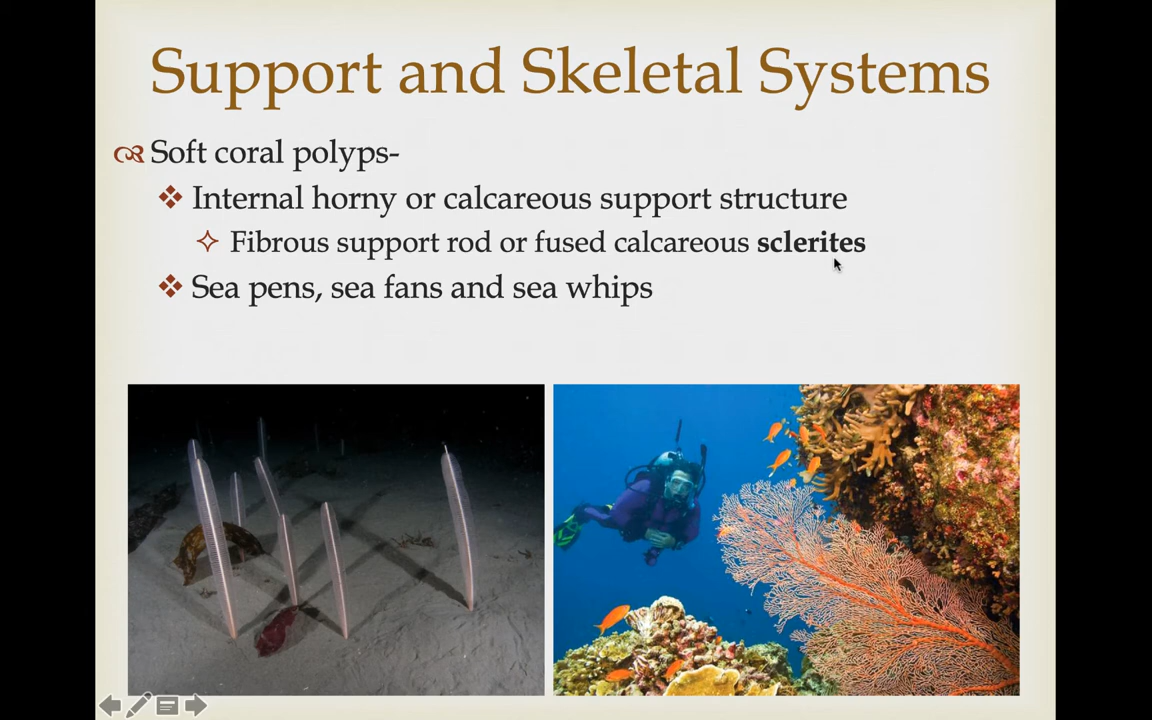 Support and Skeletal Systems
Soft coral polyps-
Internal horny or calcareous support structure
Fibrous support rod or fused calcareous sclerites
Sea pens, sea fans and sea whips